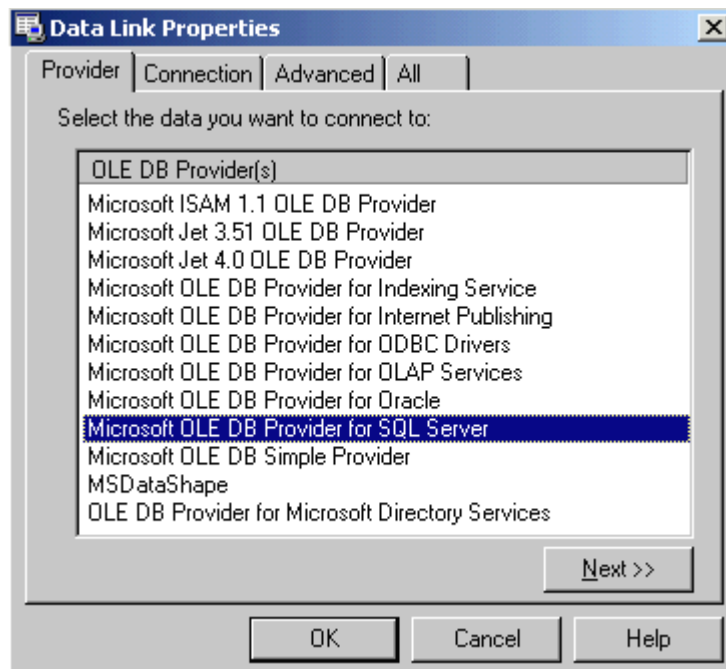 Data Link Properties
Provider Connection Advanced All
Select the data you want to connect to:
OLE DB Provider(s)
Microsoft ISAM 1.1 OLE DB Provider
Microsoft Jet 3.51 OLE DB Provider
Microsoft Jet 4.0 OLE DB Provider
Microsoft OLE DB Provider for Indexing Service
Microsoft OLE DB Provider for Internet Publishing
Microsoft OLE DB Provider for ODBC Drivers
Microsoft OLE DB Provider for OLAP Services
Microsoft OLE DB Provider for Oracle
Microsoft OLE DB Provider for SQL Server
Microsoft OLE DB Simple Provider
MSDataShape
OLE DB Provider for Microsoft Directory Services
Next >>
OK Cancel Help